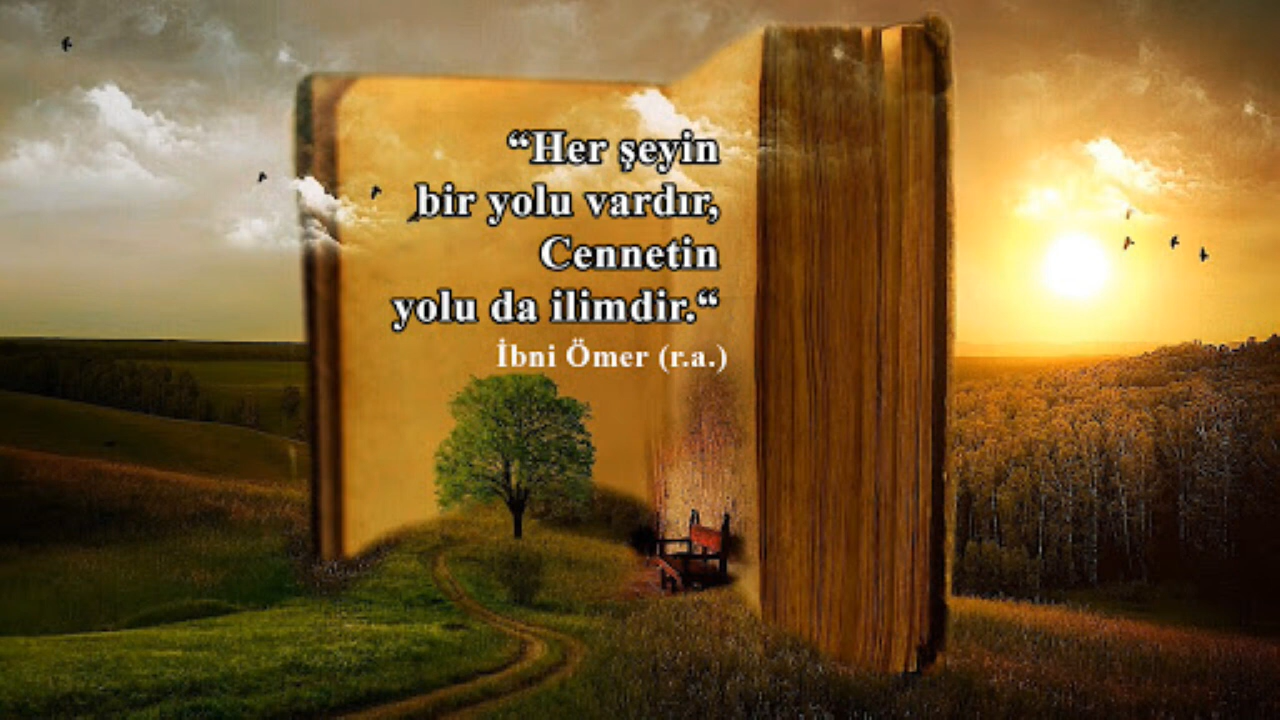 “Her şeyin
bir yolu vardır,
Cennetin
yolu da ilimdir.“
İbni Ömer (r.a.)